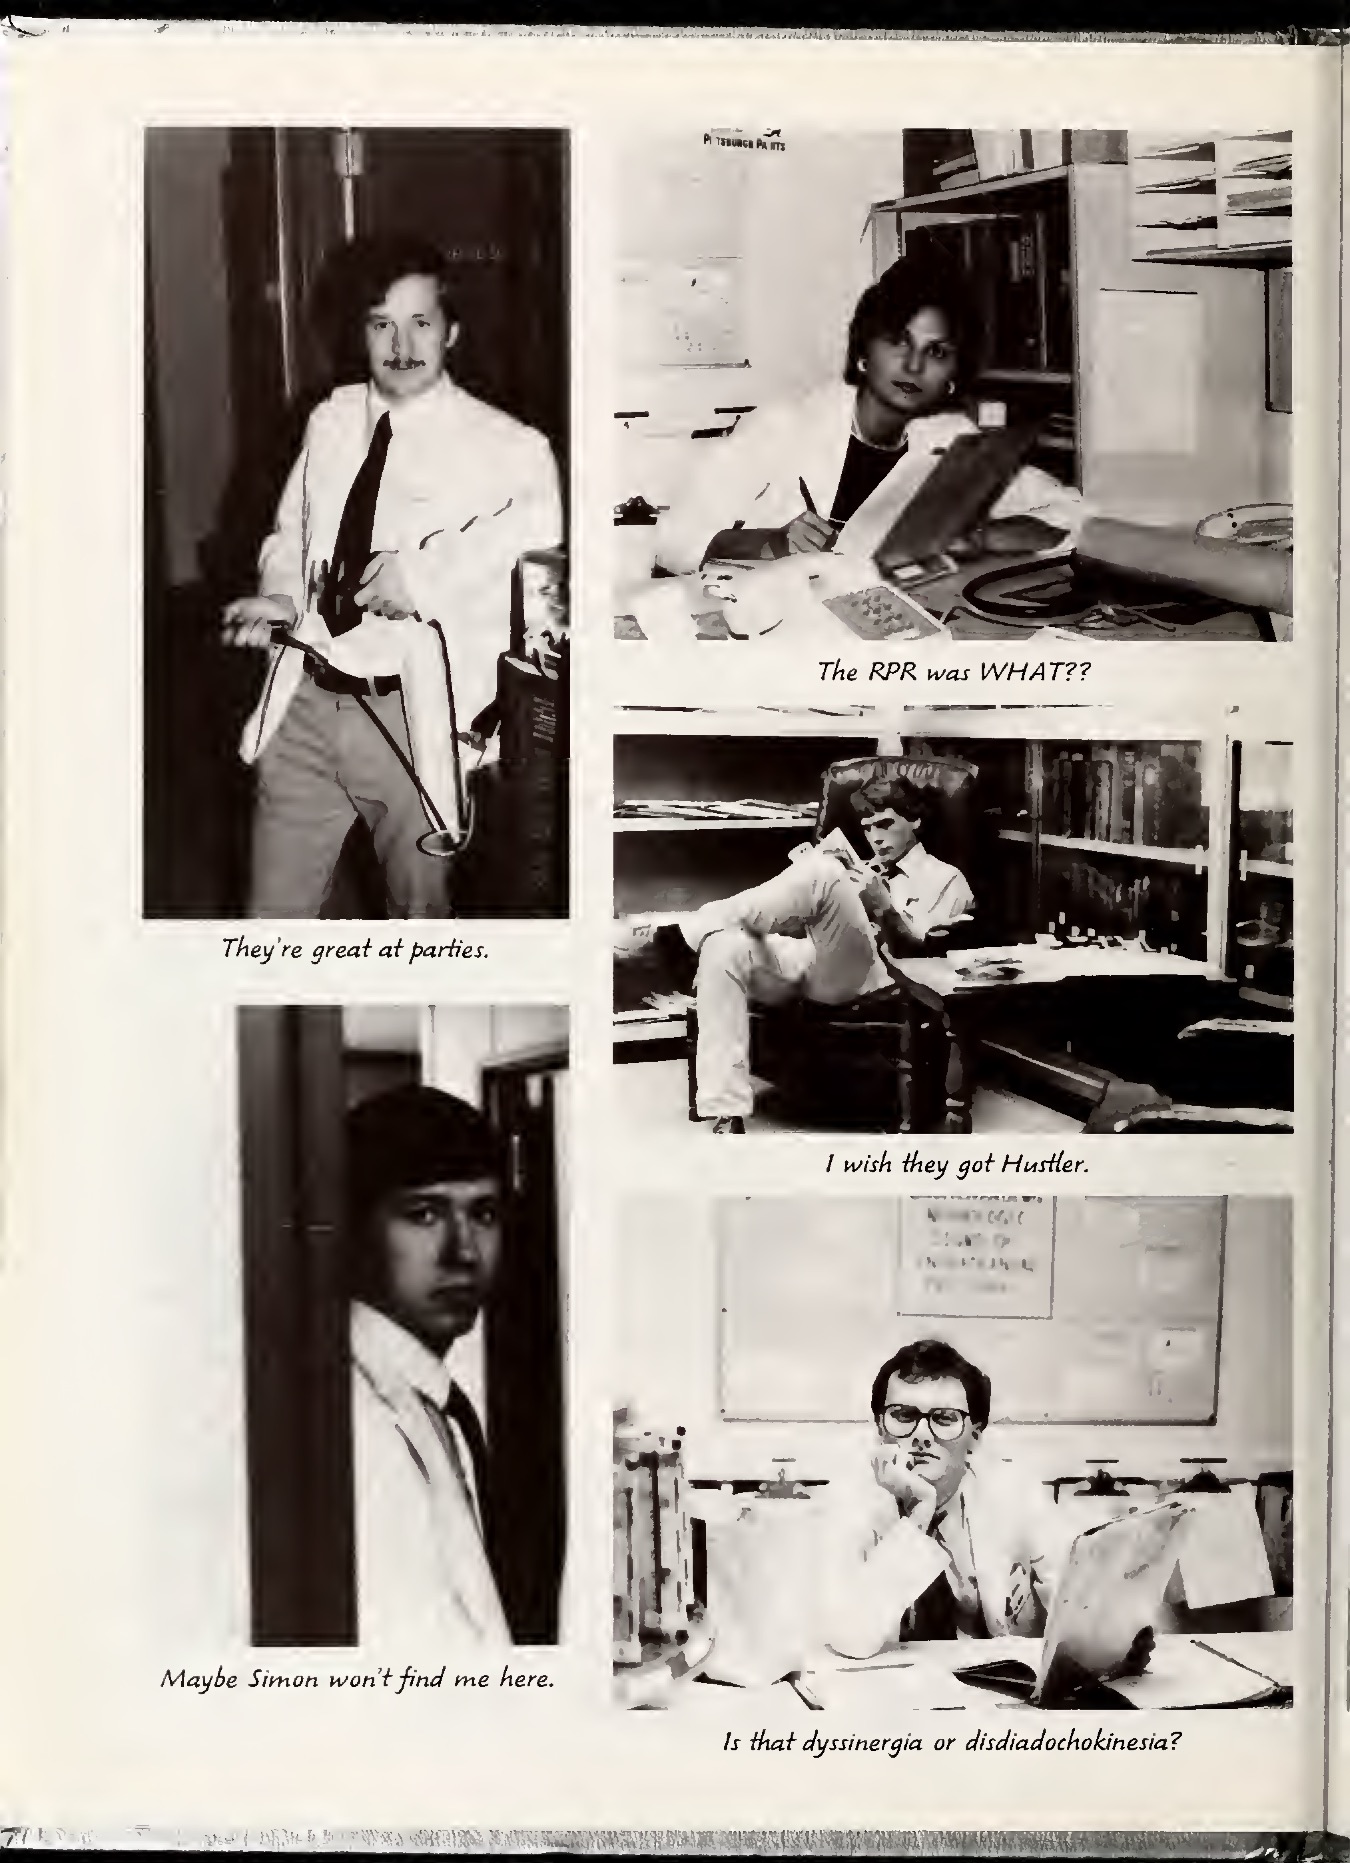 PITTSBURGH PAINTS
The RPR was WHAT??
They're great at parties.
I wish they got Hustler.
Maybe Simon won't find me here.
Is that dyssinergia or disdiadochokinesia?